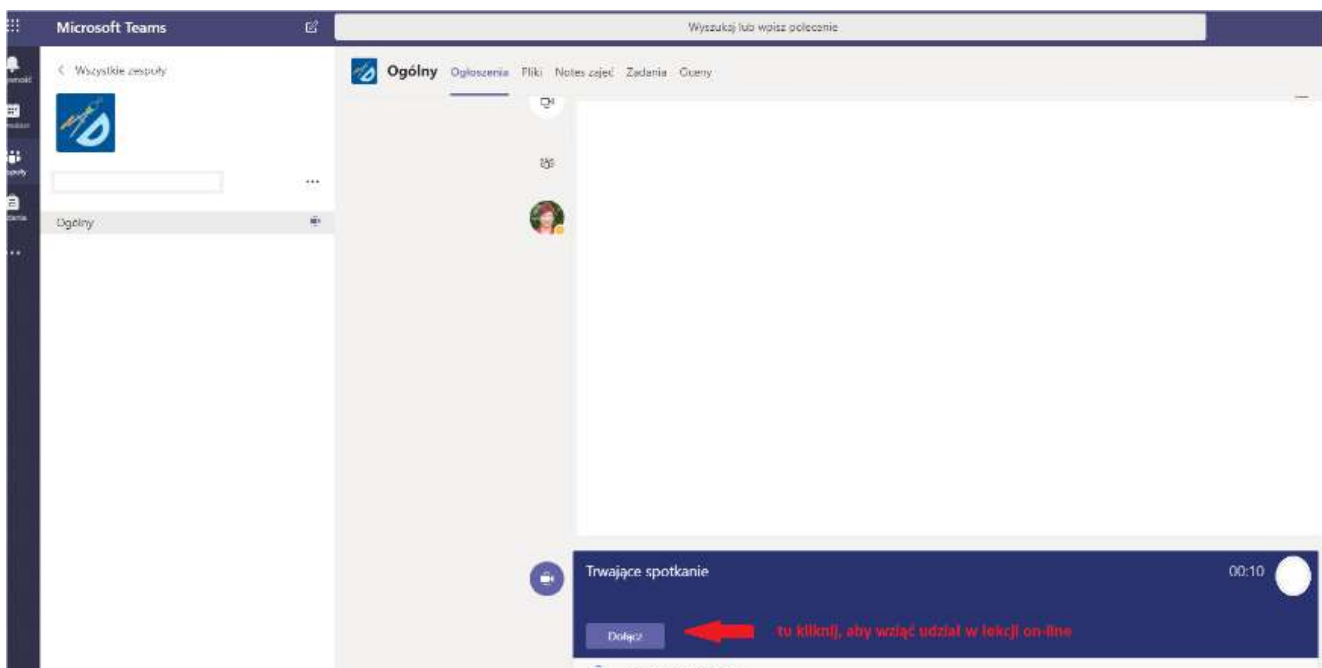 Microsoft Teams
Wyszukaj lub wpisz polecenie
Wszystkie zespoły
Ogólny Ogłoszenia Pliki Notes zajęć Zadania Oceny
...
Ogólny
...
Trwające spotkanie
00:10
Dołącz
tu kliknij, aby wziąć udział w lekcji on-line